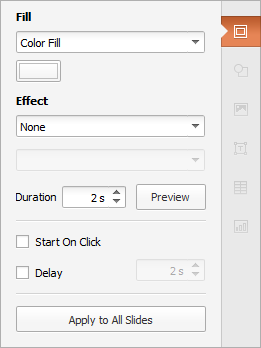 Fill
Color Fill
Effect
None
Duration 2 s Preview
Start On Click
Delay 2 s
Apply to All Slides